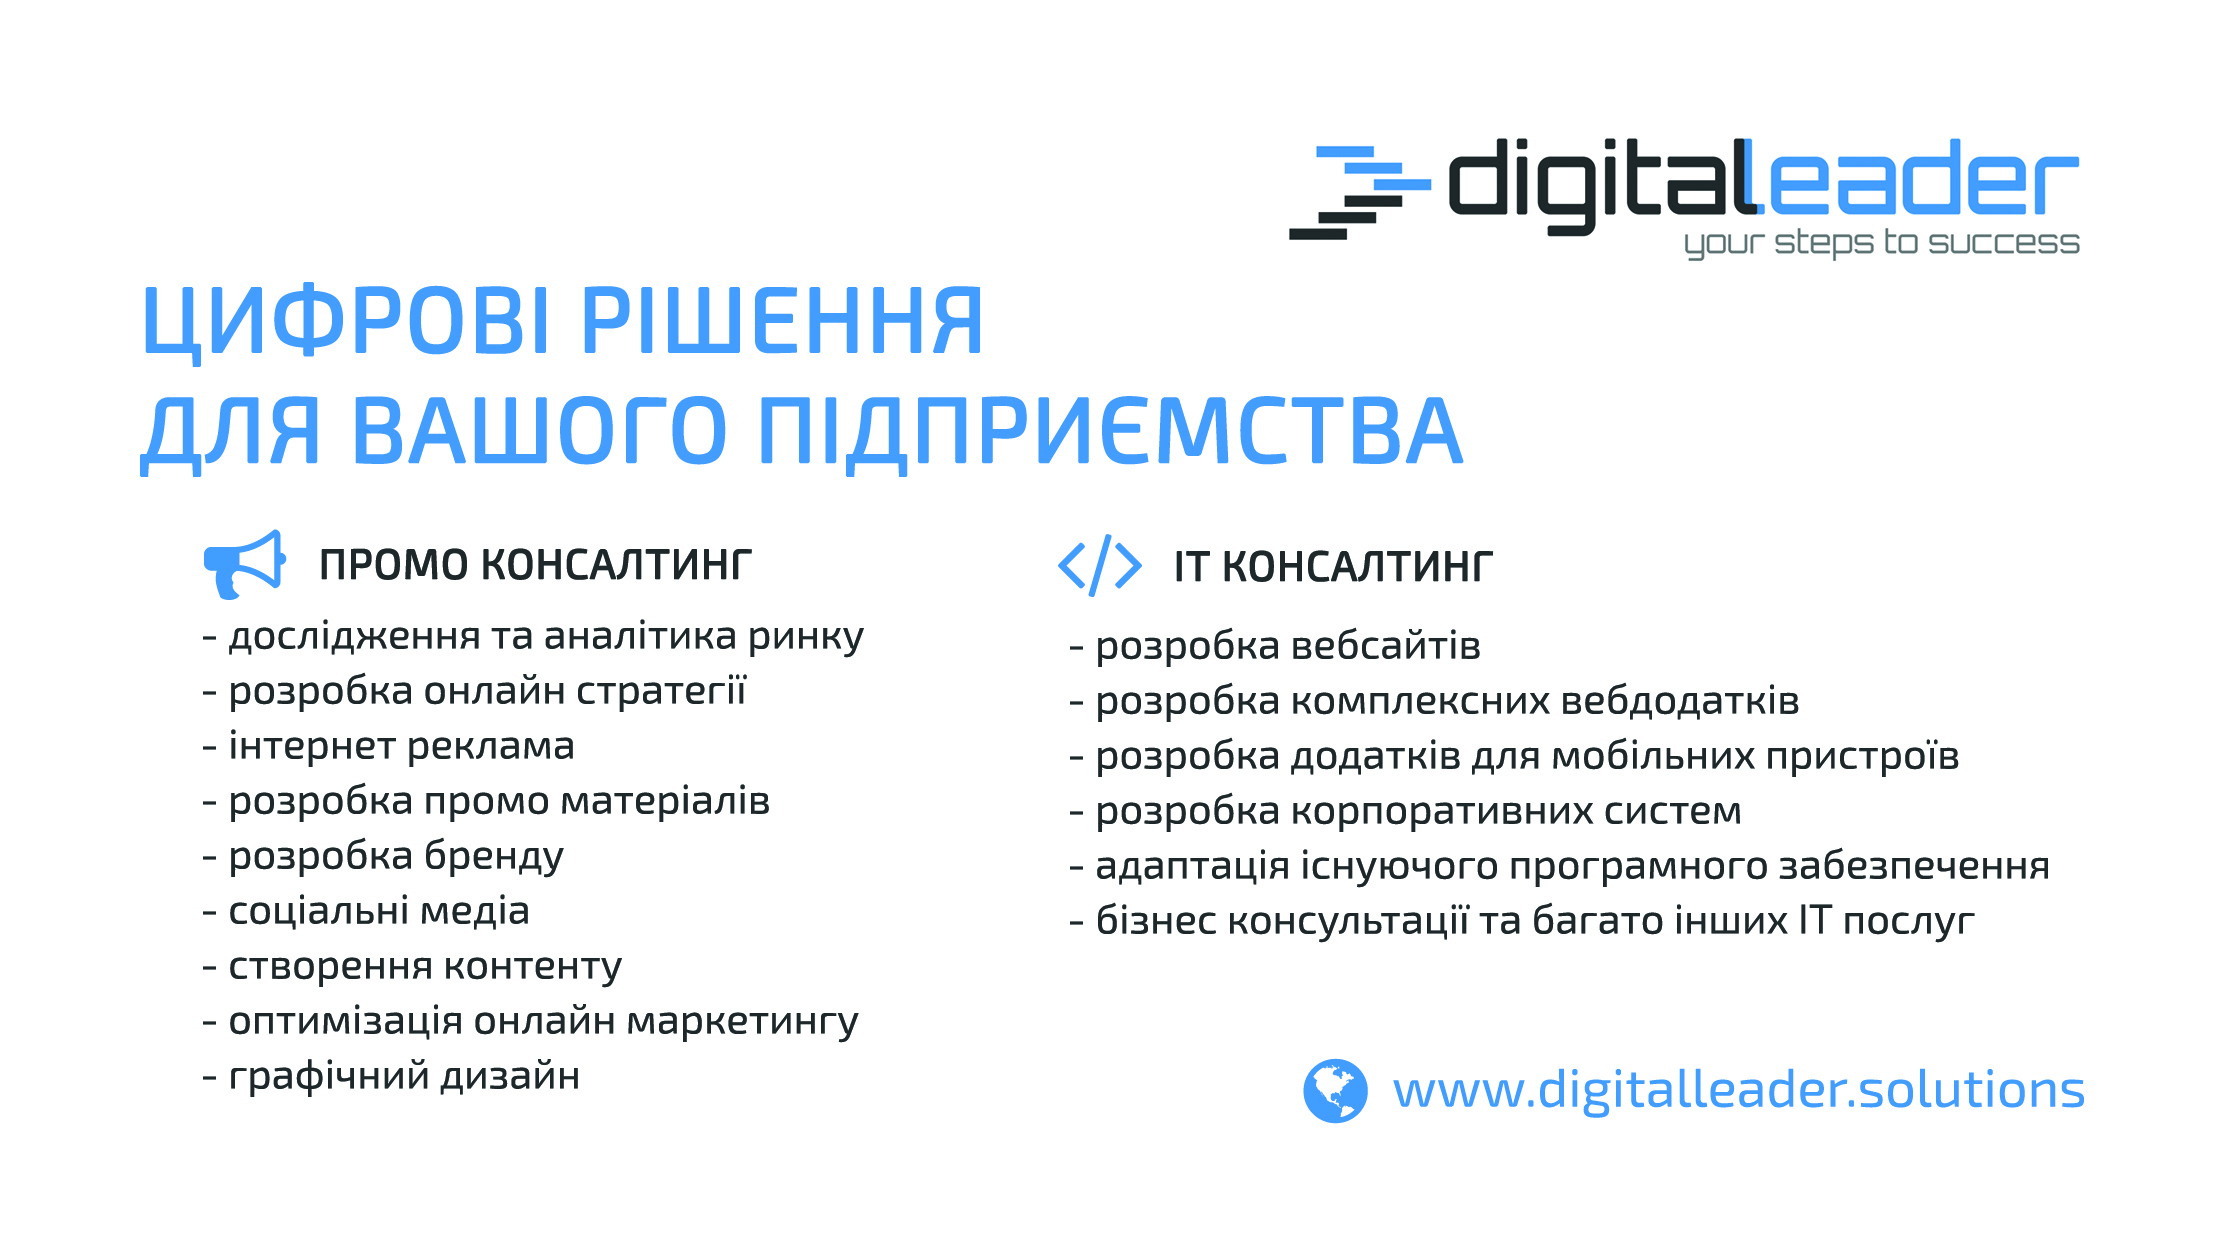 digitalleader
your steps to success
ЦИФРОВІ РІШЕННЯ
ДЛЯ ВАШОГО ПІДПРИЄМСТВА
ПРОМО КОНСАЛТИНГ
- дослідження та аналітика ринку
- розробка онлайн стратегії
- інтернет реклама
- розробка промо матеріалів
- розробка бренду
- соціальні медіа
- створення контенту
- оптимізація онлайн маркетингу
- графічний дизайн
ІТ КОНСАЛТИНГ
- розробка вебсайтів
- розробка комплексних вебдодатків
- розробка додатків для мобільних пристроїв
- розробка корпоративних систем
- адаптація існуючого програмного забезпечення
- бізнес консультації та багато інших ІТ послуг
www.digitalleader.solutions